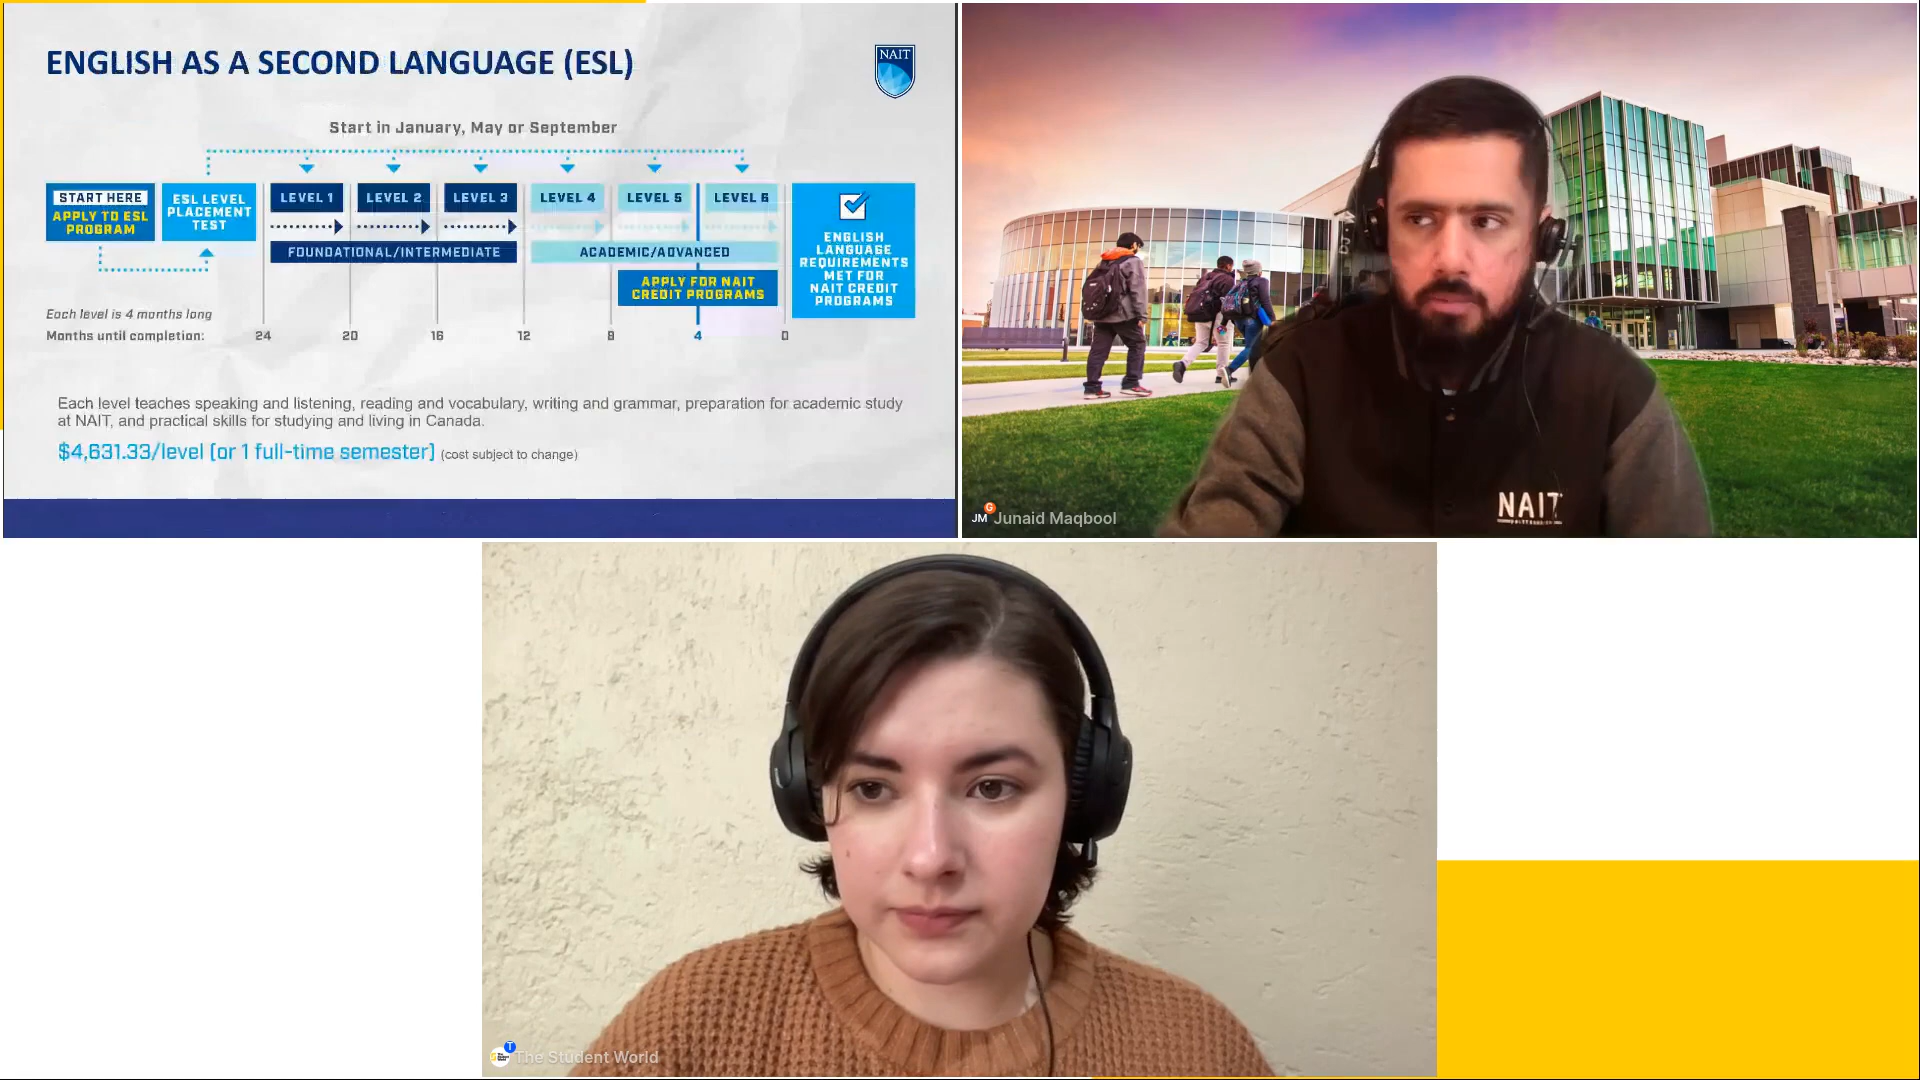 ENGLISH AS A SECOND LANGUAGE (ESL)
NAIT
Start in January, May or September
START HERE
APPLY TO ESL
PROGRAM
ESL LEVEL
PLACEMENT
TEST
LEVEL 1
LEVEL 2
LEVEL 3
LEVEL 4
LEVEL 5
LEVEL 6
FOUNDATIONAL/INTERMEDIATE
ACADEMIC/ADVANCED
APPLY FOR NAIT
CREDIT PROGRAMS
ENGLISH
LANGUAGE
REQUIREMENTS
MET FOR
NAIT CREDIT
PROGRAMS
Each level is 4 months long
Months until completion: 24 20 16 12 8 4 0
Each level teaches speaking and listening, reading and vocabulary, writing and grammar, preparation for academic study
at NAIT, and practical skills for studying and living in Canada.
$4,631.33/level [or 1 full-time semester] (cost subject to change)
NAIT
JM G Junaid Maqbool
T The Student World